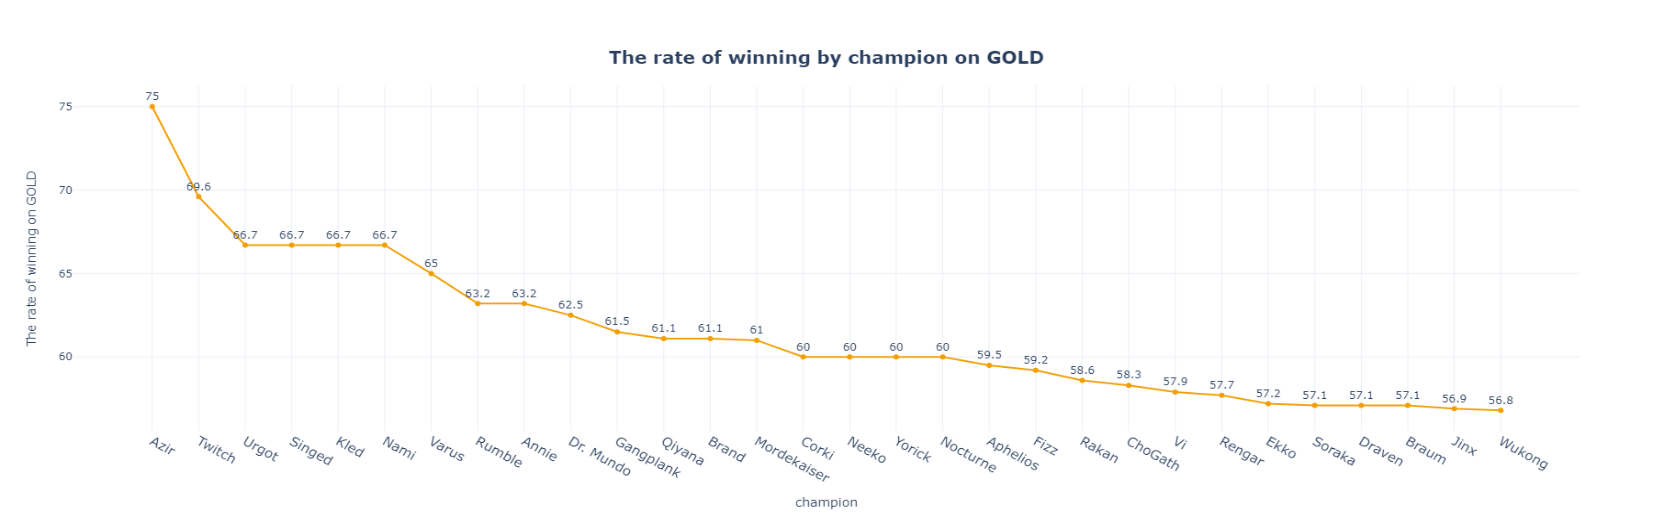 The rate of winning by champion on GOLD
The rate of winning on GOLD
75
70
65
60
75
69.6
66.7
66.7
66.7
66.7
65
63.2
63.2
62.5
61.5
61.1
61.1
61
60
60
60
60
59.5
59.2
58.6
58.3
57.9
57.7
57.2
57.1
57.1
57.1
56.9
56.8
Azir
Twitch
Urgot
Singed
Kled
Nami
Varus
Rumble
Annie
Dr. Mundo
Gangplank
Qiyana
Brand
Mordekaiser
Corki
Neeko
Yorick
Nocturne
Aphelios
Fizz
Rakan
ChoGath
Vi
Rengar
Ekko
Soraka
Draven
Braum
Jinx
Wukong
champion